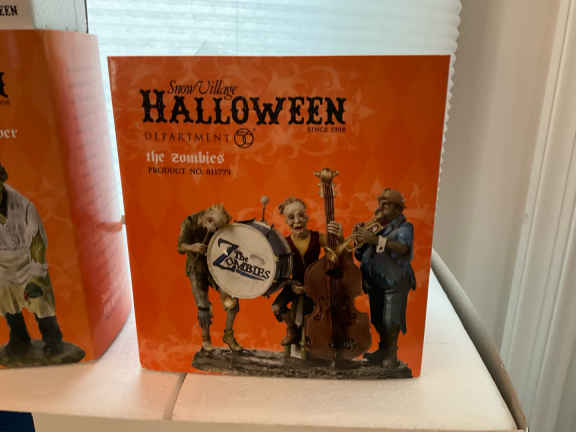 Snow Village
HALLOWEEN
SINCE 1998
DEPARTMENT 56
the Zombies
PRODUCT NO. 811779
The
ZOMBIES